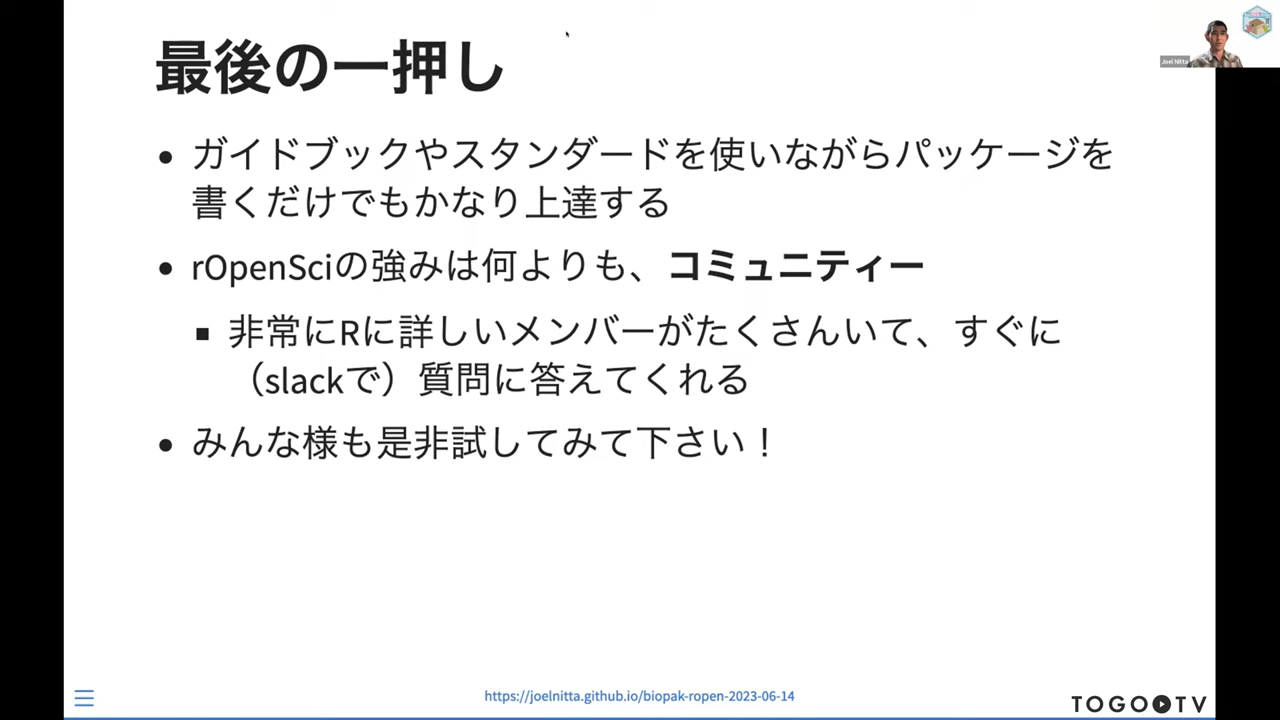 最後の一押し
ガイドブックやスタンダードを使いながらパッケージを
書くだけでもかなり上達する
rOpenSciの強みは何よりも、コミュニティー
非常にRに詳しいメンバーがたくさんいて、すぐに
（slackで）質問に答えてくれる
みんな様も是非試してみて下さい！
Joel Nitta
https://joelnitta.github.io/biopak-ropen-2023-06-14
TOGO TV